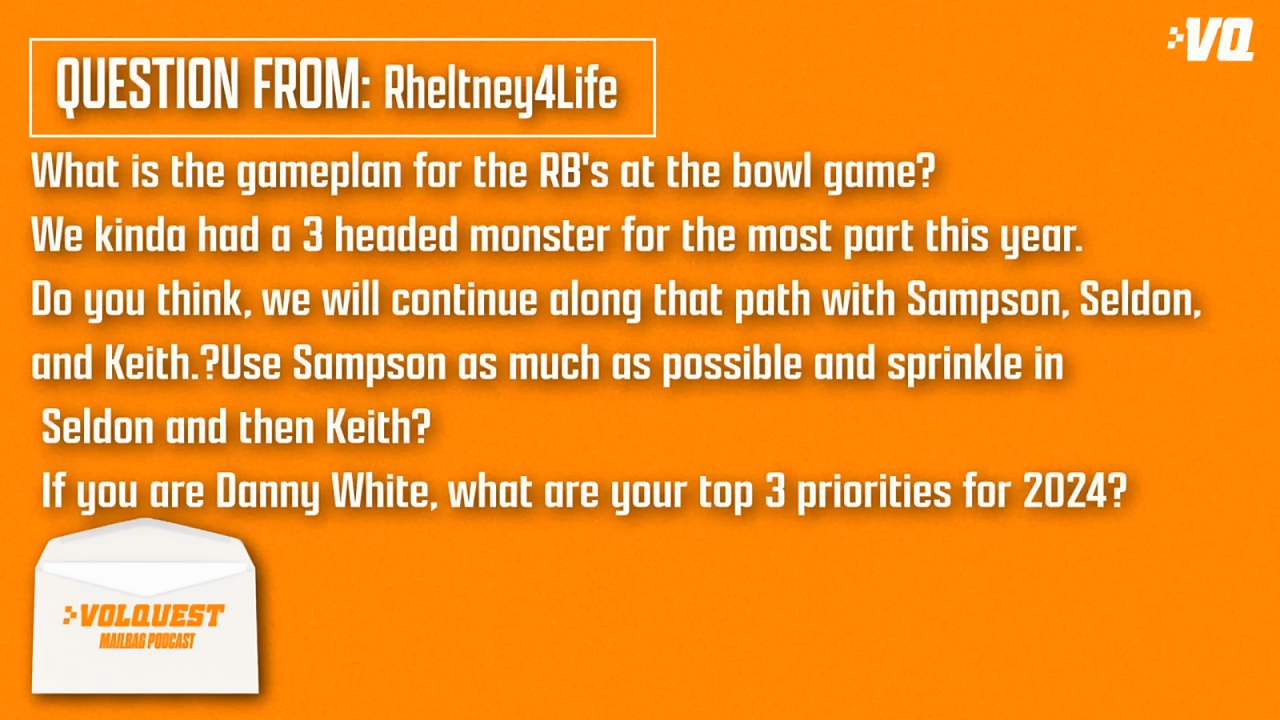 VQ
QUESTION FROM: Rheltney4Life
What is the gameplan for the RB's at the bowl game?
We kinda had a 3 headed monster for the most part this year.
Do you think, we will continue along that path with Sampson, Seldon,
and Keith.?Use Sampson as much as possible and sprinkle in
Seldon and then Keith?
If you are Danny White, what are your top 3 priorities for 2024?
VOLQUEST
MAILBAG PODCAST